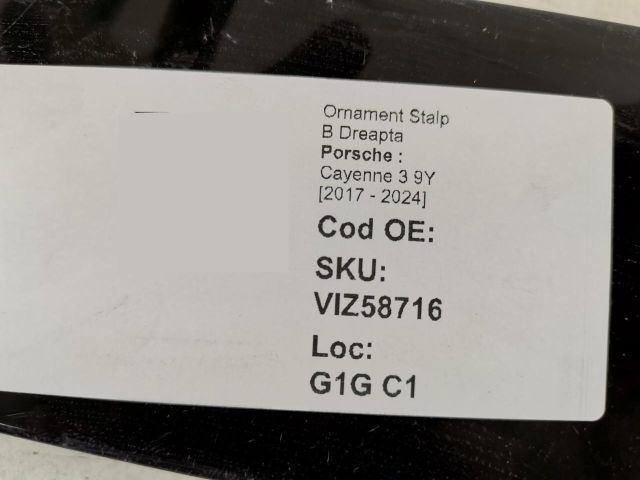 Ornament Stalp
B Dreapta
Porsche :
Cayenne 3 9Y
[2017 - 2024]
Cod OE:
SKU:
VIZ58716
Loc:
G1G C1